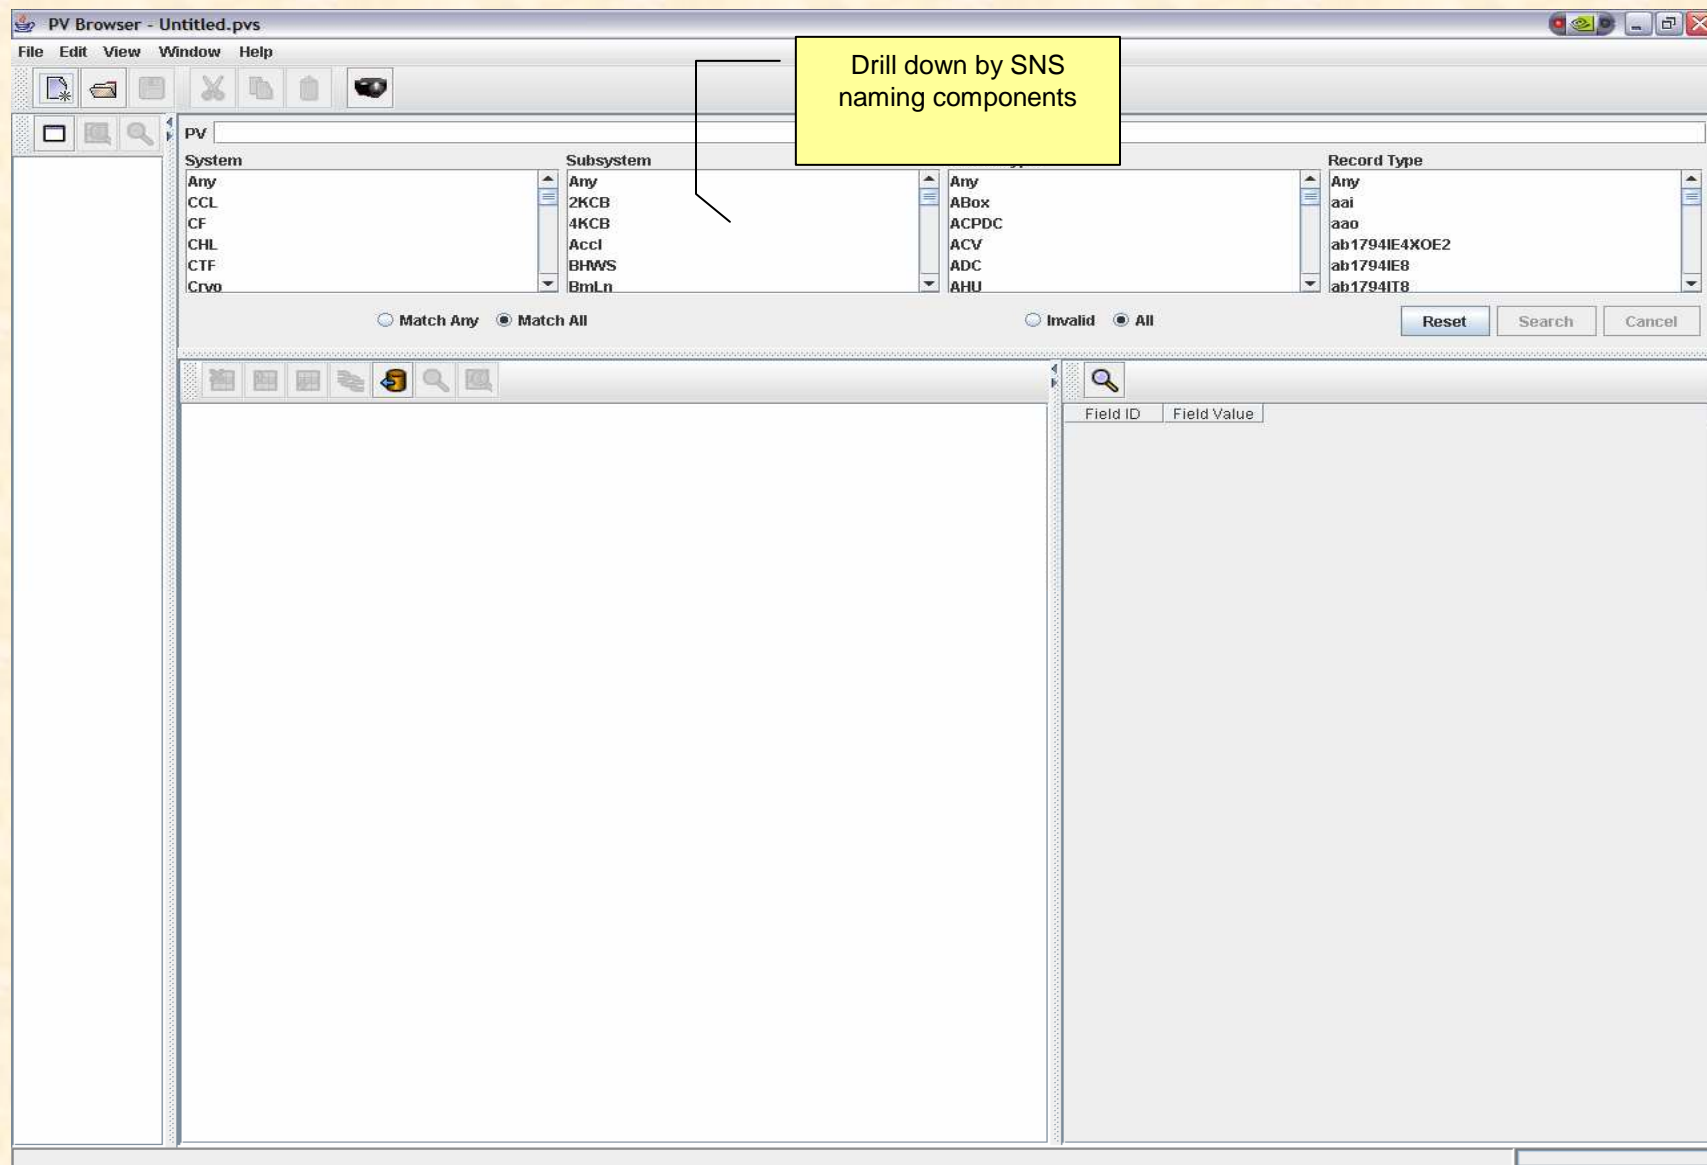 PV Browser - Untitled.pvs
File Edit View Window Help
Drill down by SNS
naming components
PV
System
Any
CCL
CF
CHL
CTF
Cryo
Subsystem
Any
2KCB
4KCB
Accl
BHWS
BmLn
Any
ABox
ACPDC
ACV
ADC
AHU
Record Type
Any
aai
aao
ab1794IE4XOE2
ab1794IE8
ab1794IT8
Match Any Match All
Invalid All
Reset Search Cancel
Field ID Field Value